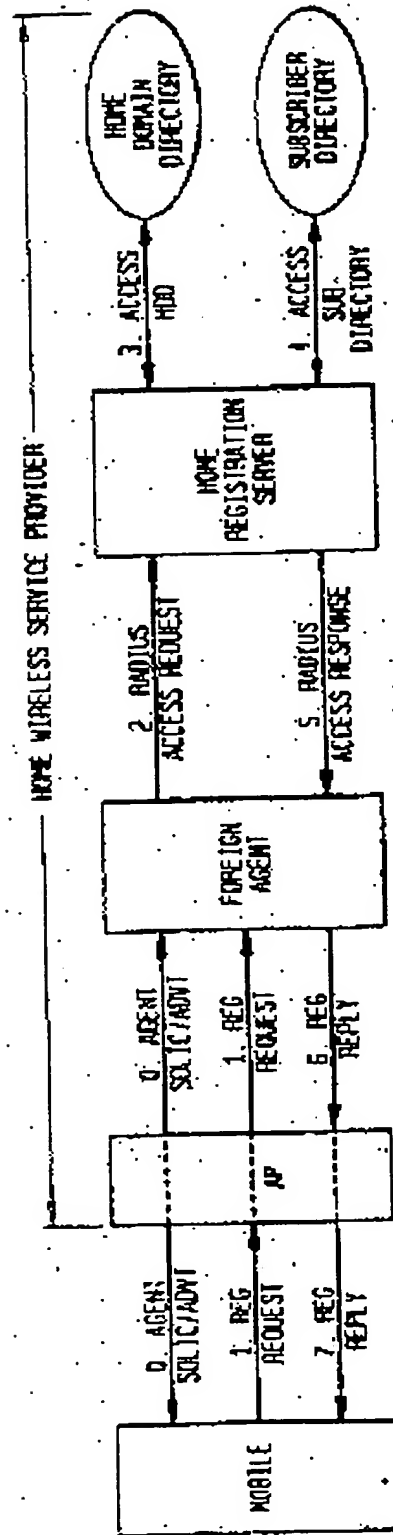 HOME WIRELESS SERVICE PROVIDER
MOBILE
0. AGENT
SOLIC/ADVT
1. REG
REQUEST
7. REG
REPLY
AP
0. AGENT
SOLIC/ADVT
1. REG
REQUEST
6. REG
REPLY
FOREIGN
AGENT
2. RADIUS
ACCESS REQUEST
5. RADIUS
ACCESS RESPONSE
HOME
REGISTRATION
SERVER
3. ACCESS
HDD
4. ACCESS
SUB
DIRECTORY
HOME
DOMAIN
DIRECTORY
SUBSCRIBER
DIRECTORY